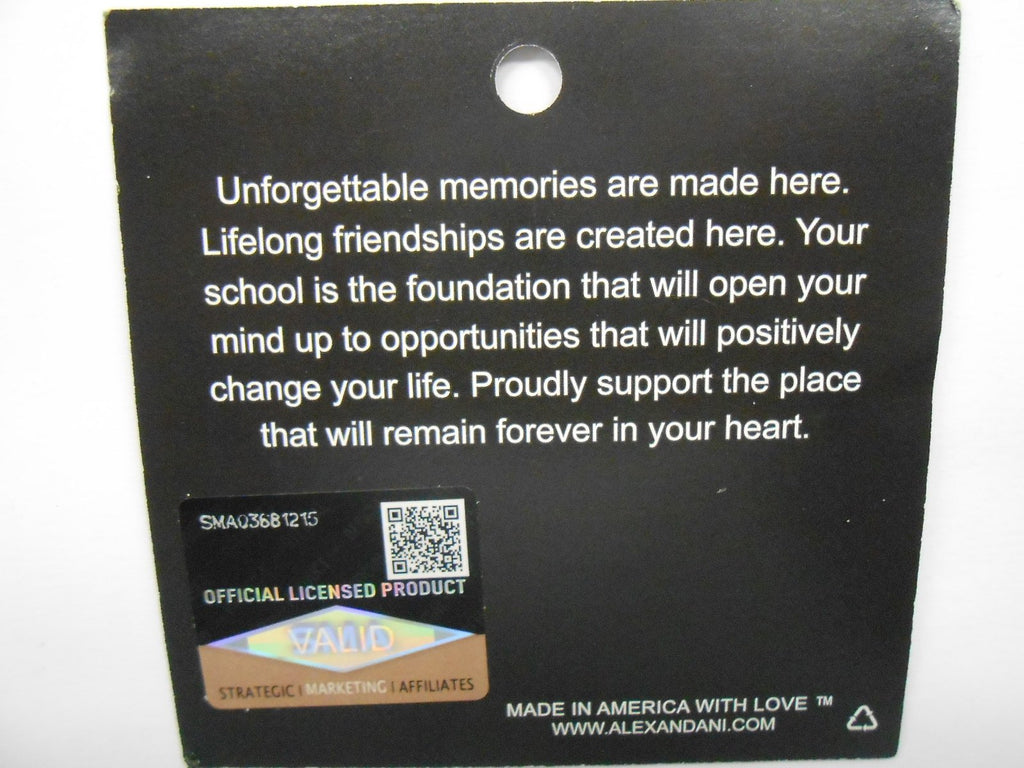 Unforgettable memories are made here.
Lifelong friendships are created here. Your
school is the foundation that will open your
mind up to opportunities that will positively
change your life. Proudly support the place
that will remain forever in your heart.
SMA03681215
OFFICIAL LICENSED PRODUCT
VALID
STRATEGIC | MARKETING | AFFILIATES
MADE IN AMERICA WITH LOVE ™
WWW.ALEXANDANI.COM